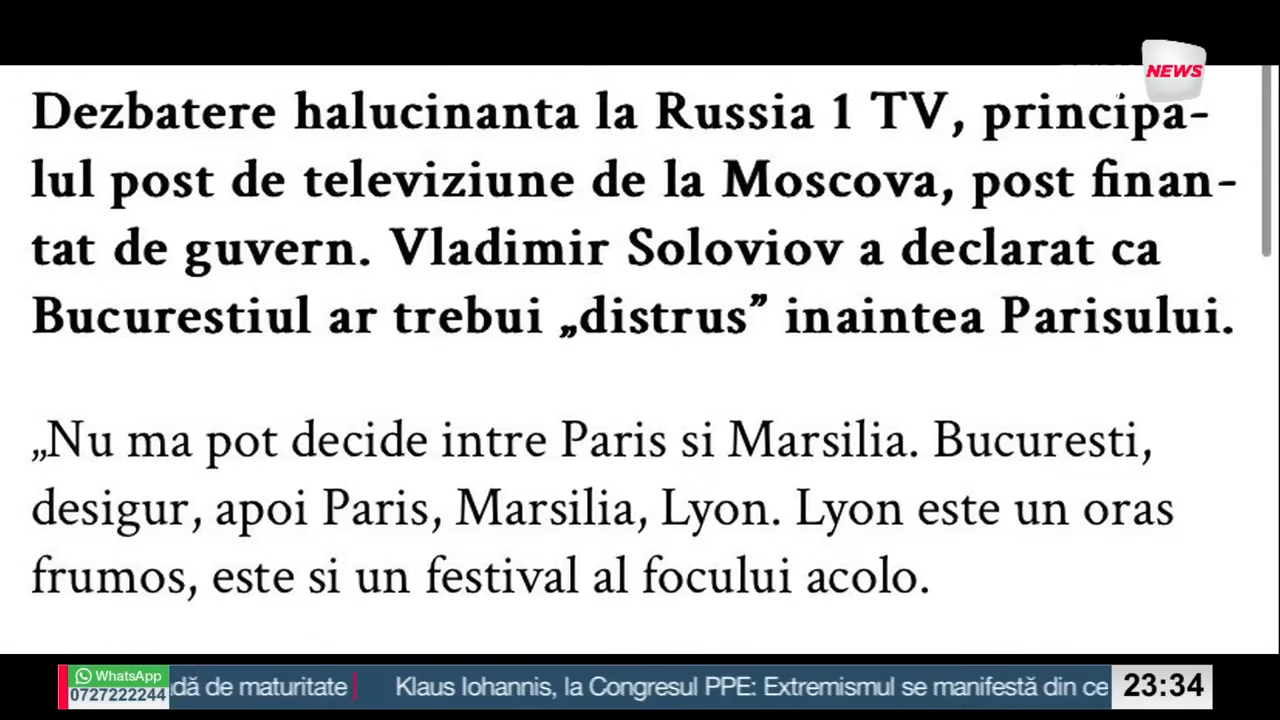 NEWS
Dezbatere halucinanta la Russia 1 TV, principa-
lul post de televiziune de la Moscova, post finan-
tat de guvern. Vladimir Soloviov a declarat ca
Bucurestiul ar trebui „distrus” inaintea Parisului.
„Nu ma pot decide intre Paris si Marsilia. Bucuresti,
desigur, apoi Paris, Marsilia, Lyon. Lyon este un oras
frumos, este si un festival al focului acolo.
WhatsApp
0727222244
dă de maturitate | Klaus Iohannis, la Congresul PPE: Extremismul se manifestă din ce
23:34